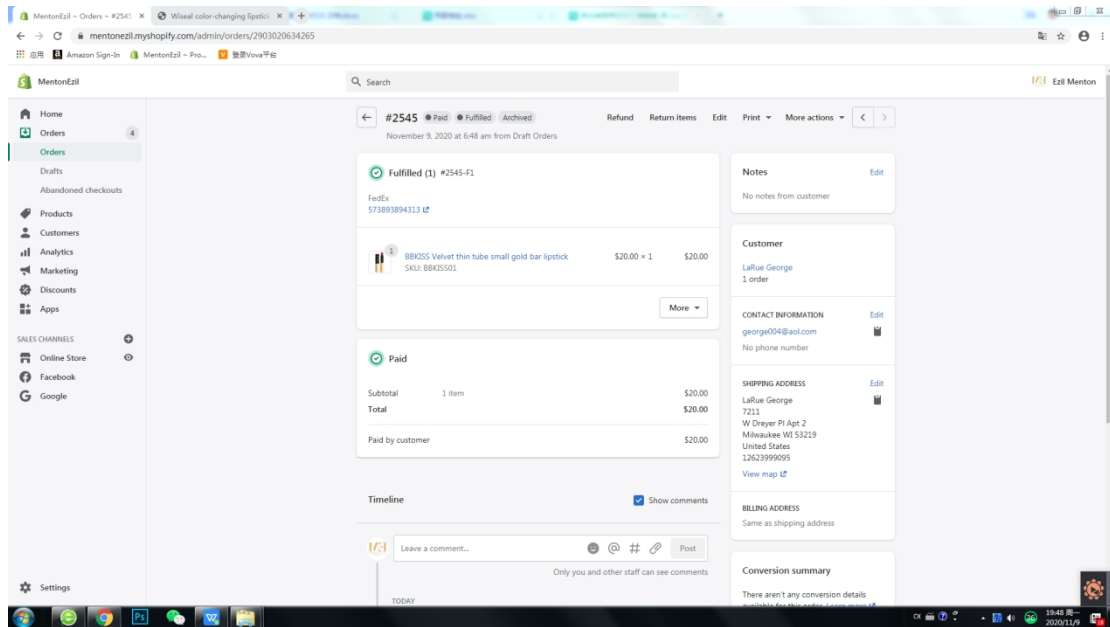 MentonEzil ~ Orders ~ #2545
Wiseal color-changing lipstick
mentonezil.myshopify.com/admin/orders/2903020634265
应用 Amazon Sign-In MentonEzil ~ Pro... 登录Vova平台
MentonEzil
Search
Ezil Menton
Home
Orders 4
Orders
Drafts
Abandoned checkouts
Products
Customers
Analytics
Marketing
Discounts
Apps
SALES CHANNELS
Online Store
Facebook
Google
Settings
#2545 Paid Fulfilled Archived Refund Return items Edit Print More actions
November 9, 2020 at 6:48 am from Draft Orders
Fulfilled (1) #2545-F1
FedEx
573893894313
1
BBKISS Velvet thin tube small gold bar lipstick $20.00 × 1 $20.00
SKU: BBKISS01
More
Paid
Subtotal 1 item $20.00
Total $20.00
Paid by customer $20.00
Timeline Show comments
Leave a comment... Post
Only you and other staff can see comments
TODAY
Notes Edit
No notes from customer
Customer
LaRue George
1 order
CONTACT INFORMATION Edit
george004@aol.com
No phone number
SHIPPING ADDRESS Edit
LaRue George
7211
W Dreyer Pl Apt 2
Milwaukee WI 53219
United States
12623999095
View map
BILLING ADDRESS
Same as shipping address
Conversion summary
There aren't any conversion details
available for this order. Learn more
19:48 周一
2020/11/9